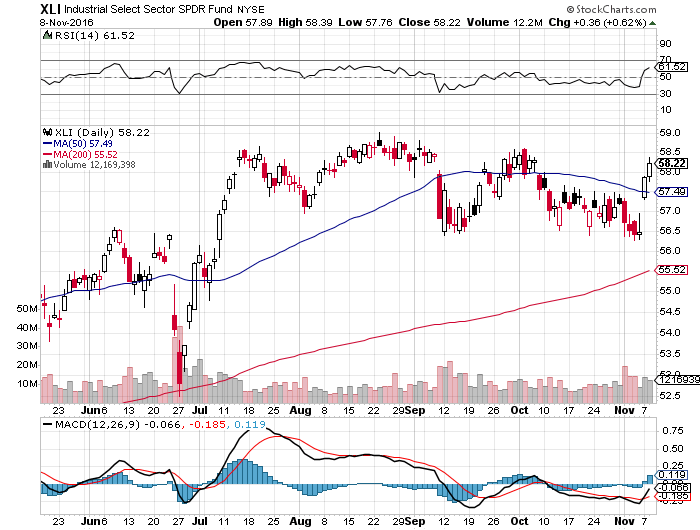 XLI Industrial Select Sector SPDR Fund NYSE © StockCharts.com
8-Nov-2016 Open 57.89 High 58.39 Low 57.76 Close 58.22 Volume 12.2M Chg +0.36 (+0.62%)
RSI(14) 61.52
90
70
61.52
50
30
10
XLI (Daily) 58.22
MA(50) 57.49
MA(200) 55.52
Volume 12,169,398
59.0
58.5
58.22
58.0
57.49
57.0
56.5
56.0
55.52
55.0
54.5
54.0
53.5
53.0
12169398
52.5
50M
40M
30M
20M
10M
23 Jun 6 13 20 27 Jul 11 18 25 Aug 8 15 22 29 Sep 12 19 26 Oct 10 17 24 Nov 7
MACD(12,26,9) -0.066, -0.185, 0.119
0.75
0.50
0.25
0.119
-0.066
-0.185
-0.25
23 Jun 6 13 20 27 Jul 11 18 25 Aug 8 15 22 29 Sep 12 19 26 Oct 10 17 24 Nov 7